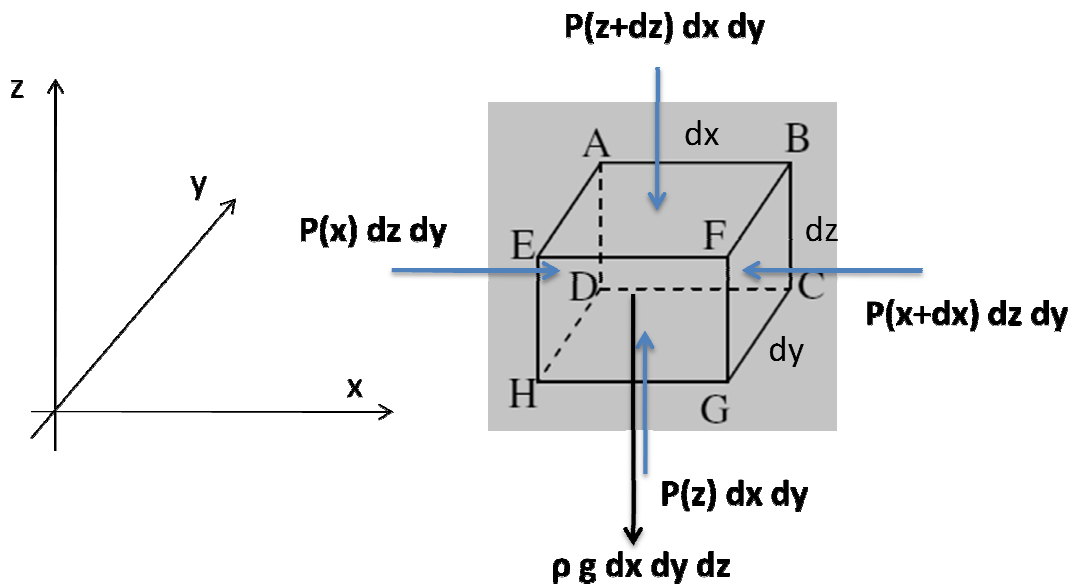 P(z+dz) dx dy
z
A
dx
B
y
P(x) dz dy
E
F
dz
D
C
P(x+dx) dz dy
dy
x
H
G
P(z) dx dy
ρ g dx dy dz